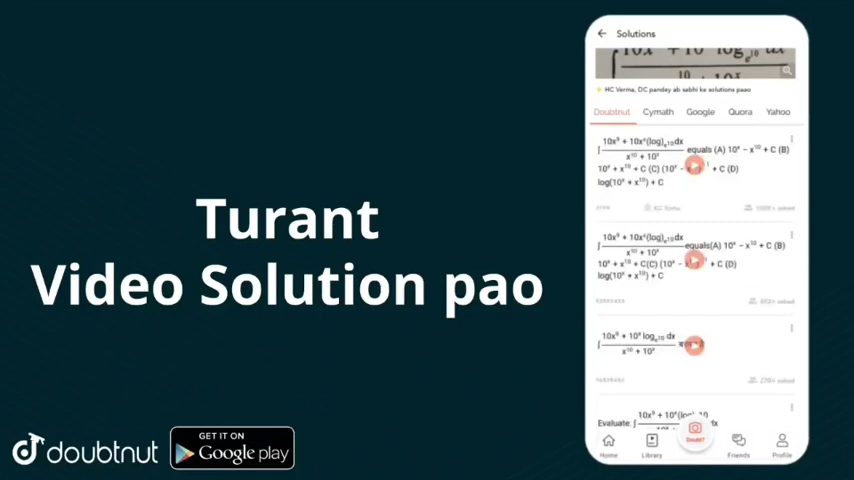 Turant
Video Solution pao
doubtnut
GET IT ON
Google play
Solutions
HC Verma, DC pandey ab sabhi ke solutions paao
Doubtnut Cymath Google Quora Yahoo
∫ (10x⁹ + 10ˣ(log)ₑ10 dx) / (x¹⁰ + 10ˣ) equals (A) 10ˣ − x¹⁰ + C (B)
10ˣ + x¹⁰ + C (C) (10ˣ − + C (D)
log(10ˣ + x¹⁰) + C
∫ (10x⁹ + 10ˣ(log)ₑ10 dx) / (x¹⁰ + 10ˣ) equals(A) 10ˣ − x¹⁰ + C (B)
10ˣ + x¹⁰ + C(C) (10ˣ − + C (D)
log(10ˣ + x¹⁰) + C
∫ (10x⁹ + 10ˣ logₑ10 dx) / (x¹⁰ + 10ˣ)
Evaluate: ∫ 10x⁹ + 10ˣ(log) 10 dx
Doubt?
Home Library Friends Profile